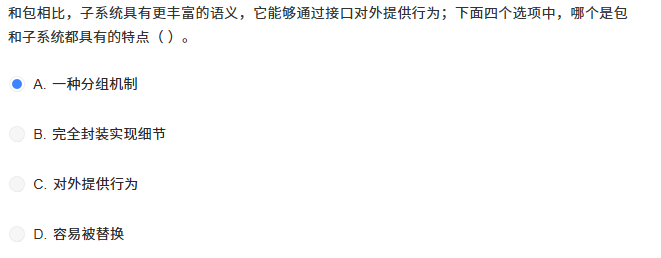 和包相比，子系统具有更丰富的语义，它能够通过接口对外提供行为；下面四个选项中，哪个是包
和子系统都具有的特点（ ）。
A. 一种分组机制
B. 完全封装实现细节
C. 对外提供行为
D. 容易被替换